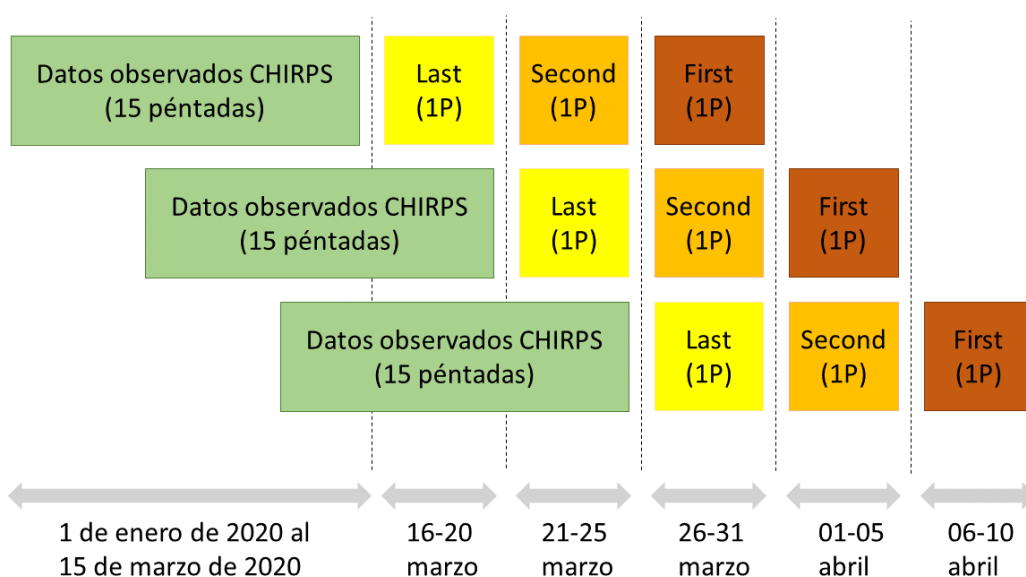 Datos observados CHIRPS
(15 péntadas)
Last
(1P)
Second
(1P)
First
(1P)
Datos observados CHIRPS
(15 péntadas)
Last
(1P)
Second
(1P)
First
(1P)
Datos observados CHIRPS
(15 péntadas)
Last
(1P)
Second
(1P)
First
(1P)
1 de enero de 2020 al
15 de marzo de 2020
16-20
marzo
21-25
marzo
26-31
marzo
01-05
abril
06-10
abril